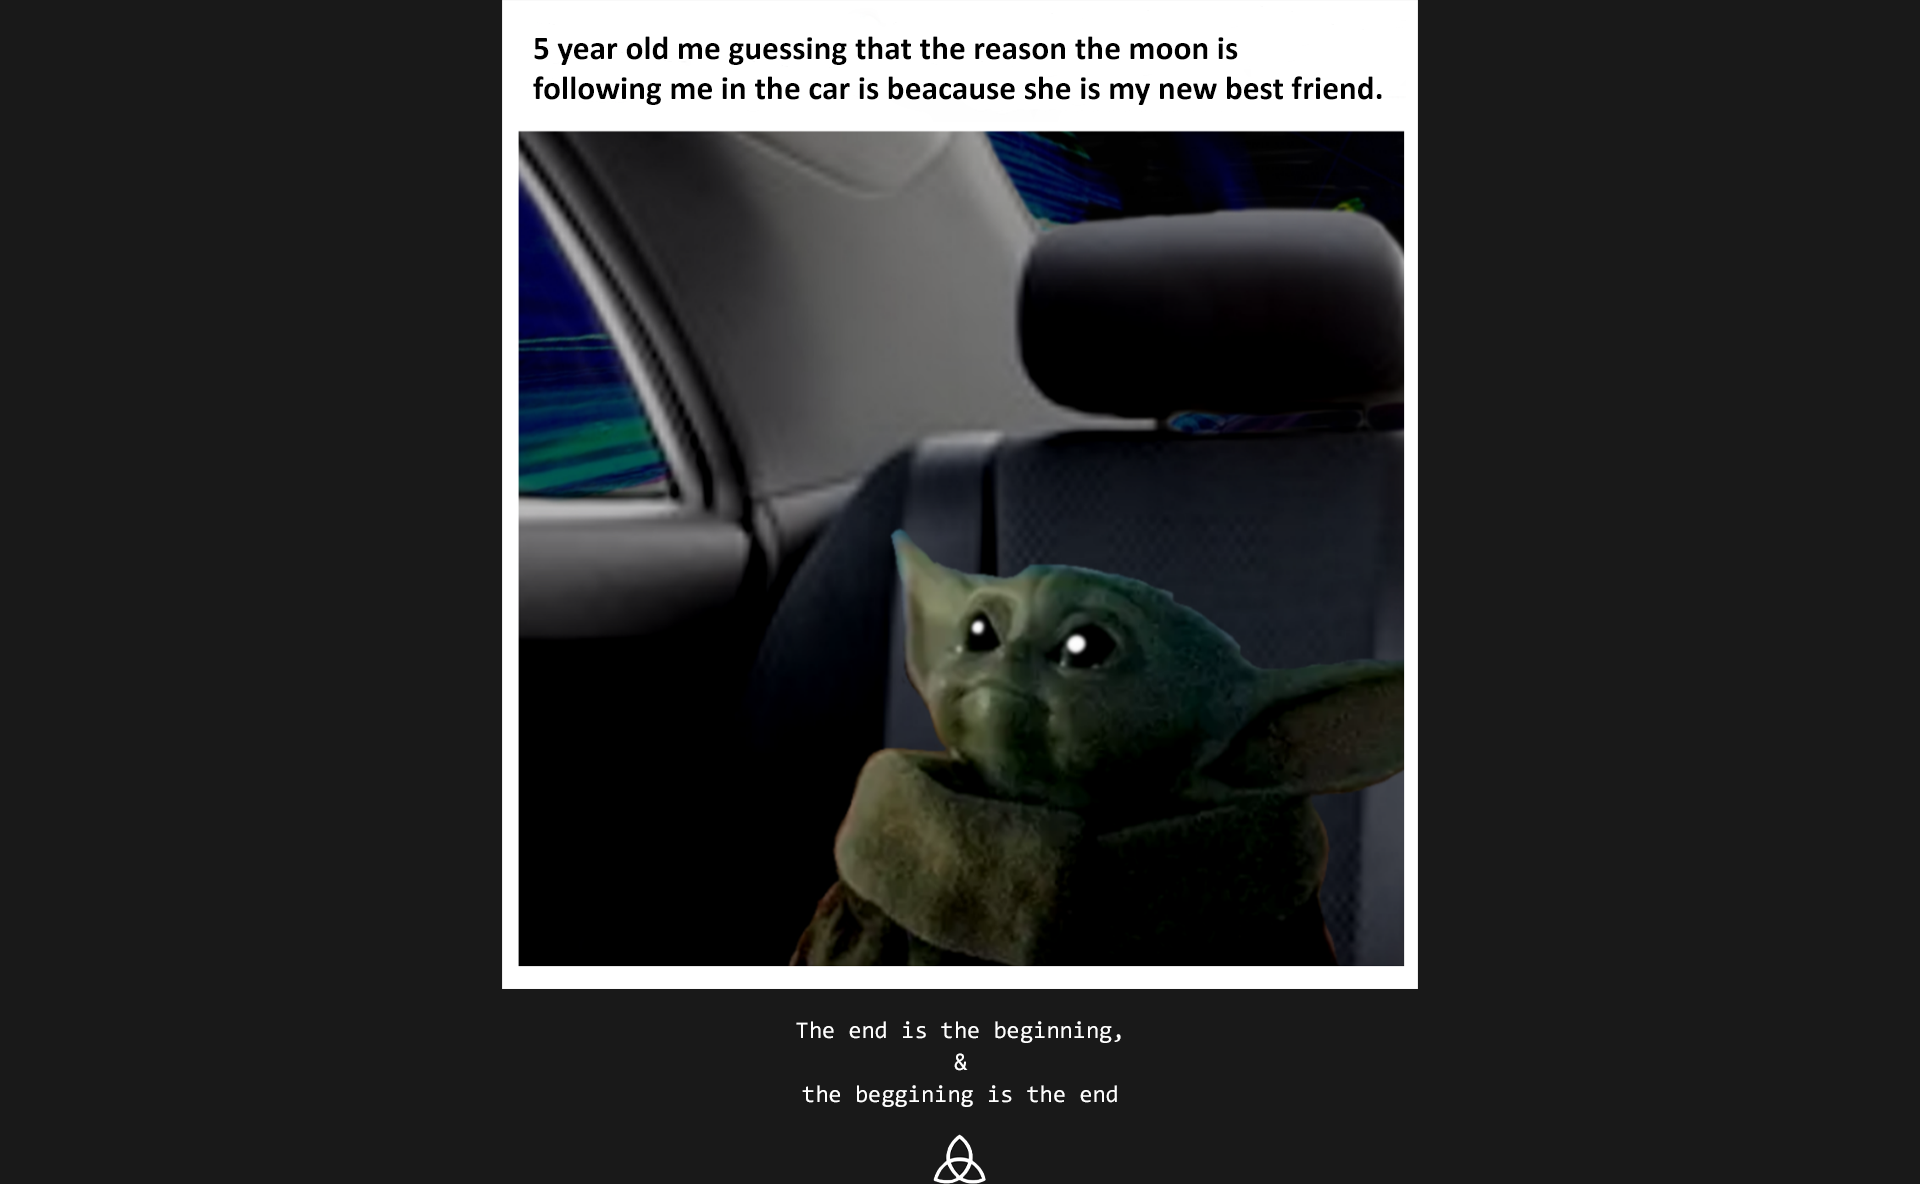 5 year old me guessing that the reason the moon is
following me in the car is beacause she is my new best friend.
The end is the beginning,
&
the beggining is the end